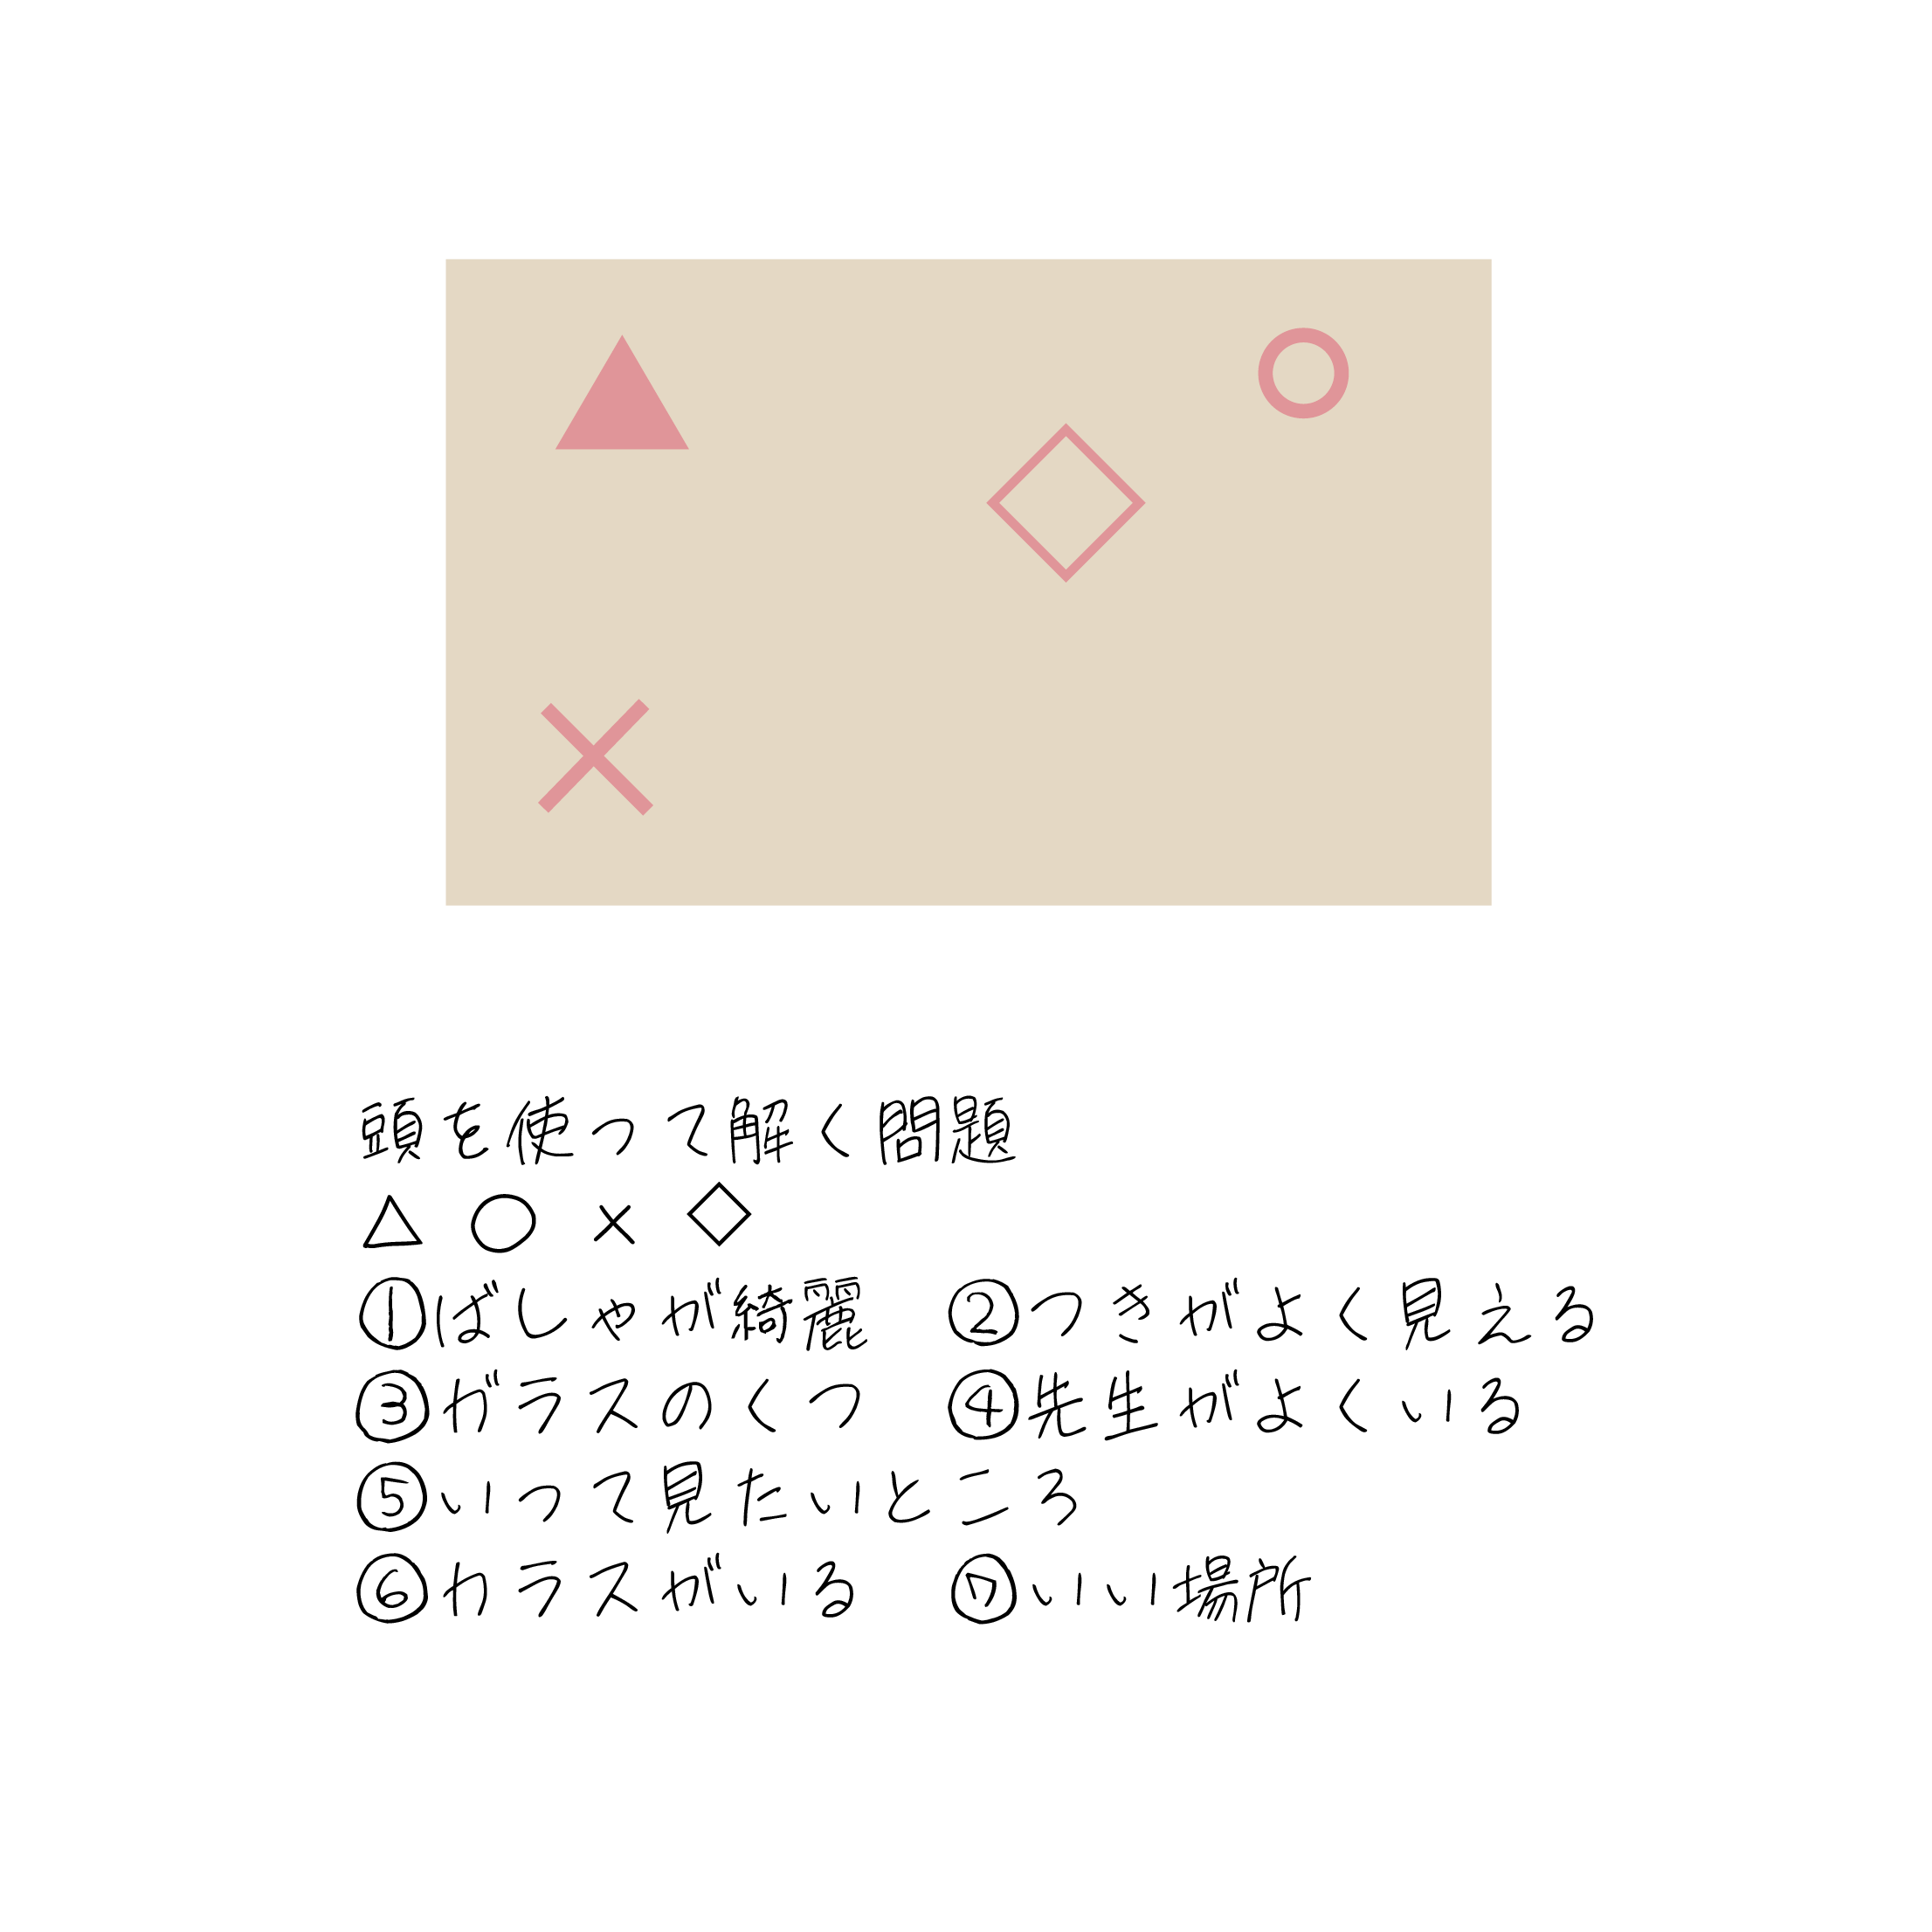 頭を使って解く問題
△ ○ × ◇
①ばしゃが綺麗 ②つきがよく見える
③ガラスのくつ ④先生がよくいる
⑤いって見たいところ
⑥カラスがいる ⑦いい場所